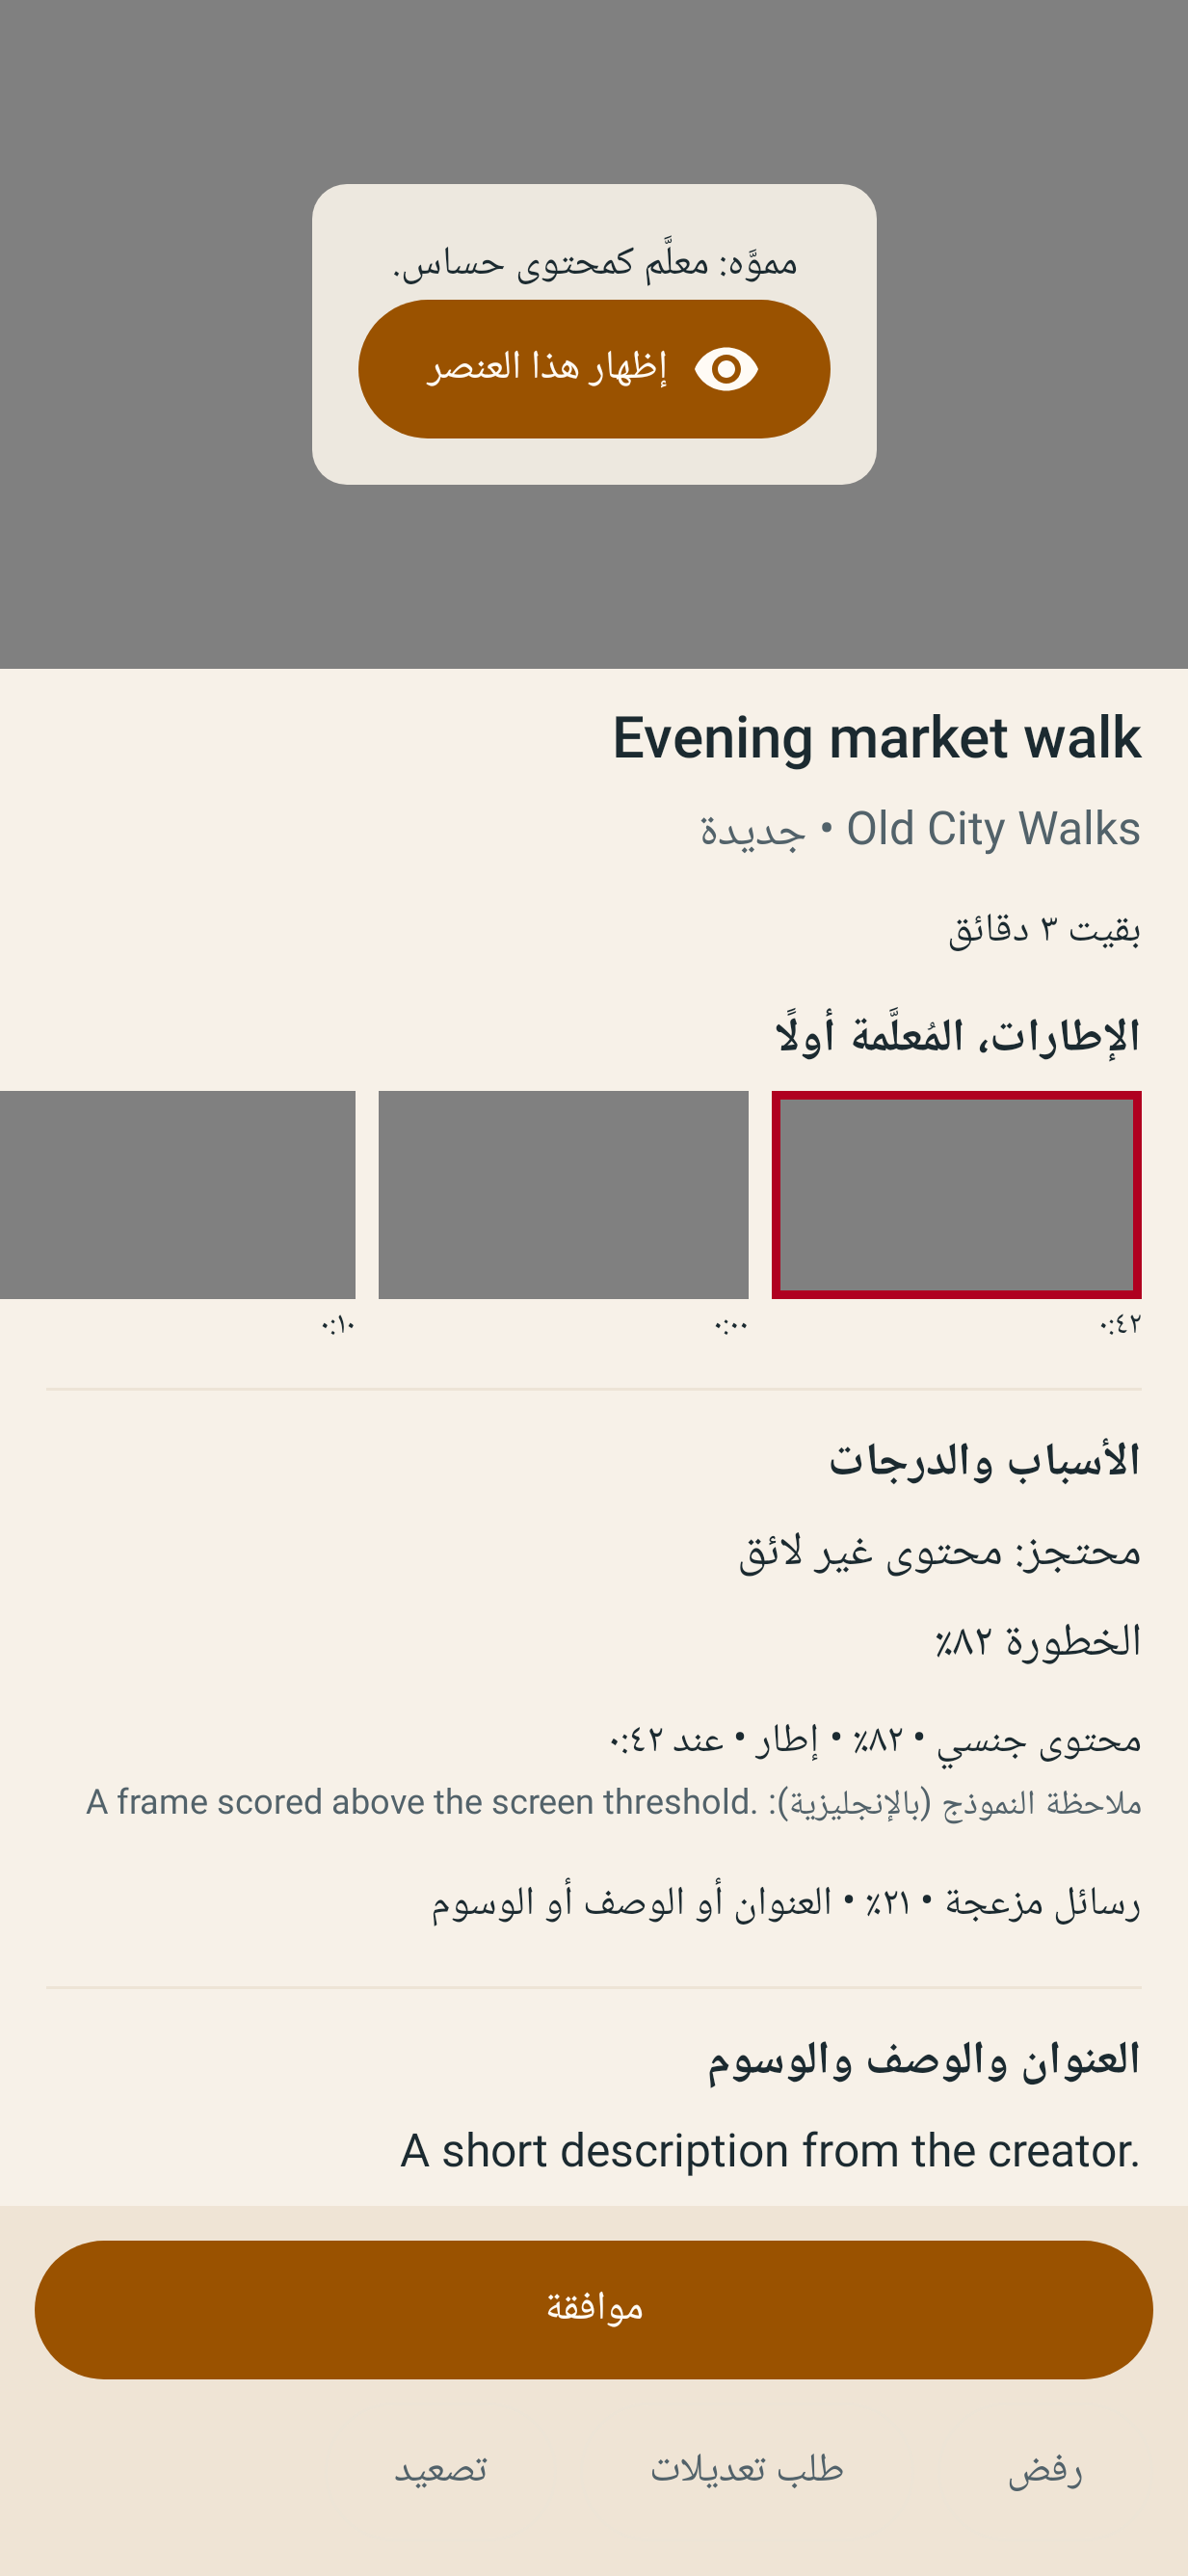 مموَّه: معلَّم كمحتوى حساس.
إظهار هذا العنصر
Evening market walk
Old City Walks • جديدة
بقيت ٣ دقائق
الإطارات، المُعلَّمة أولًا
٠:٤٢
٠:٠٠
٠:١٠
الأسباب والدرجات
محتجز: محتوى غير لائق
الخطورة ٨٢٪
محتوى جنسي • ٨٢٪ • إطار • عند ٠:٤٢
ملاحظة النموذج (بالإنجليزية): A frame scored above the screen threshold.
رسائل مزعجة • ٢١٪ • العنوان أو الوصف أو الوسوم
العنوان والوصف والوسوم
A short description from the creator.
موافقة
رفض
طلب تعديلات
تصعيد